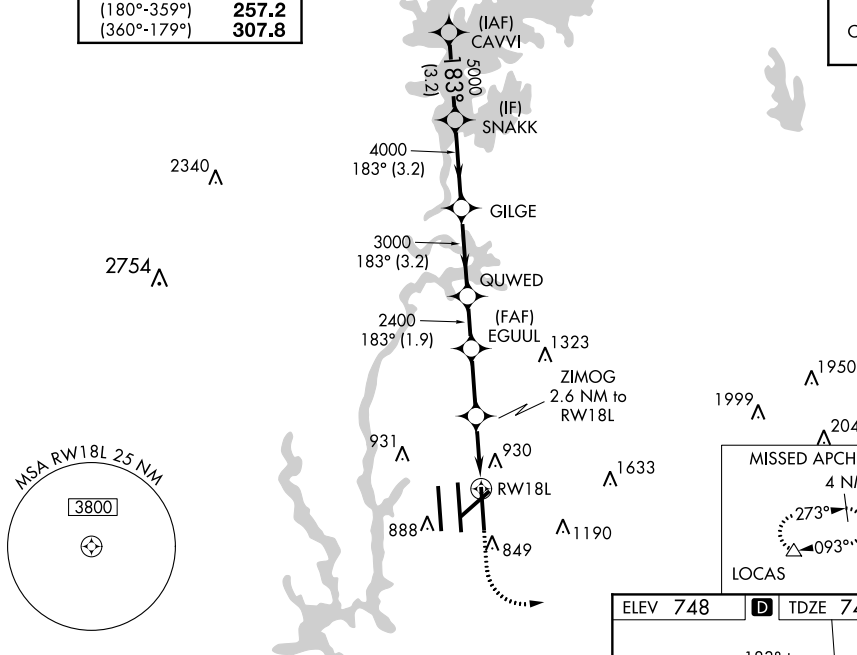 (180°-359°) 257.2
(360°-179°) 307.8
(IAF)
CAVVI
5000
183°
(3.2)
(IF)
SNAKK
4000
183° (3.2)
2340
GILGE
3000
183° (3.2)
2754
QUWED
2400
183° (1.9)
(FAF)
EGUUL
1323
ZIMOG
2.6 NM to
RW18L
1950
1999
931
930
MSA RW18L 25 NM
3800
1633
RW18L
888
849
1190
MISSED APCH
4 NM
273°
093°
LOCAS
ELEV 748
D
TDZE